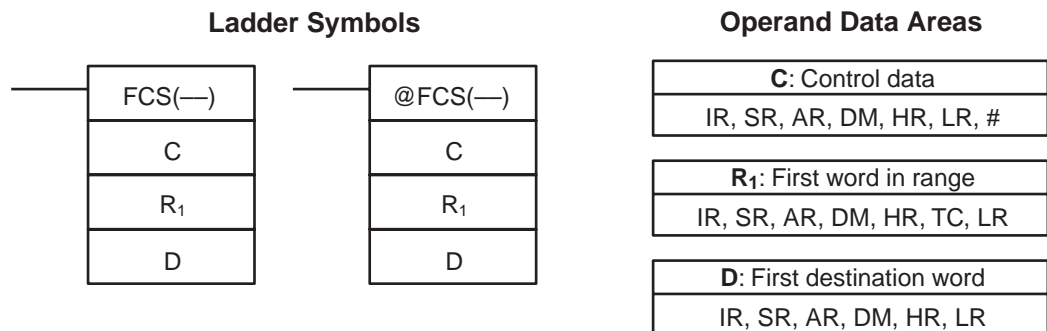 Ladder Symbols
FCS(––)
C
R1
D
@FCS(––)
C
R1
D
Operand Data Areas
C: Control data
IR, SR, AR, DM, HR, LR, #
R1: First word in range
IR, SR, AR, DM, HR, TC, LR
D: First destination word
IR, SR, AR, DM, HR, LR